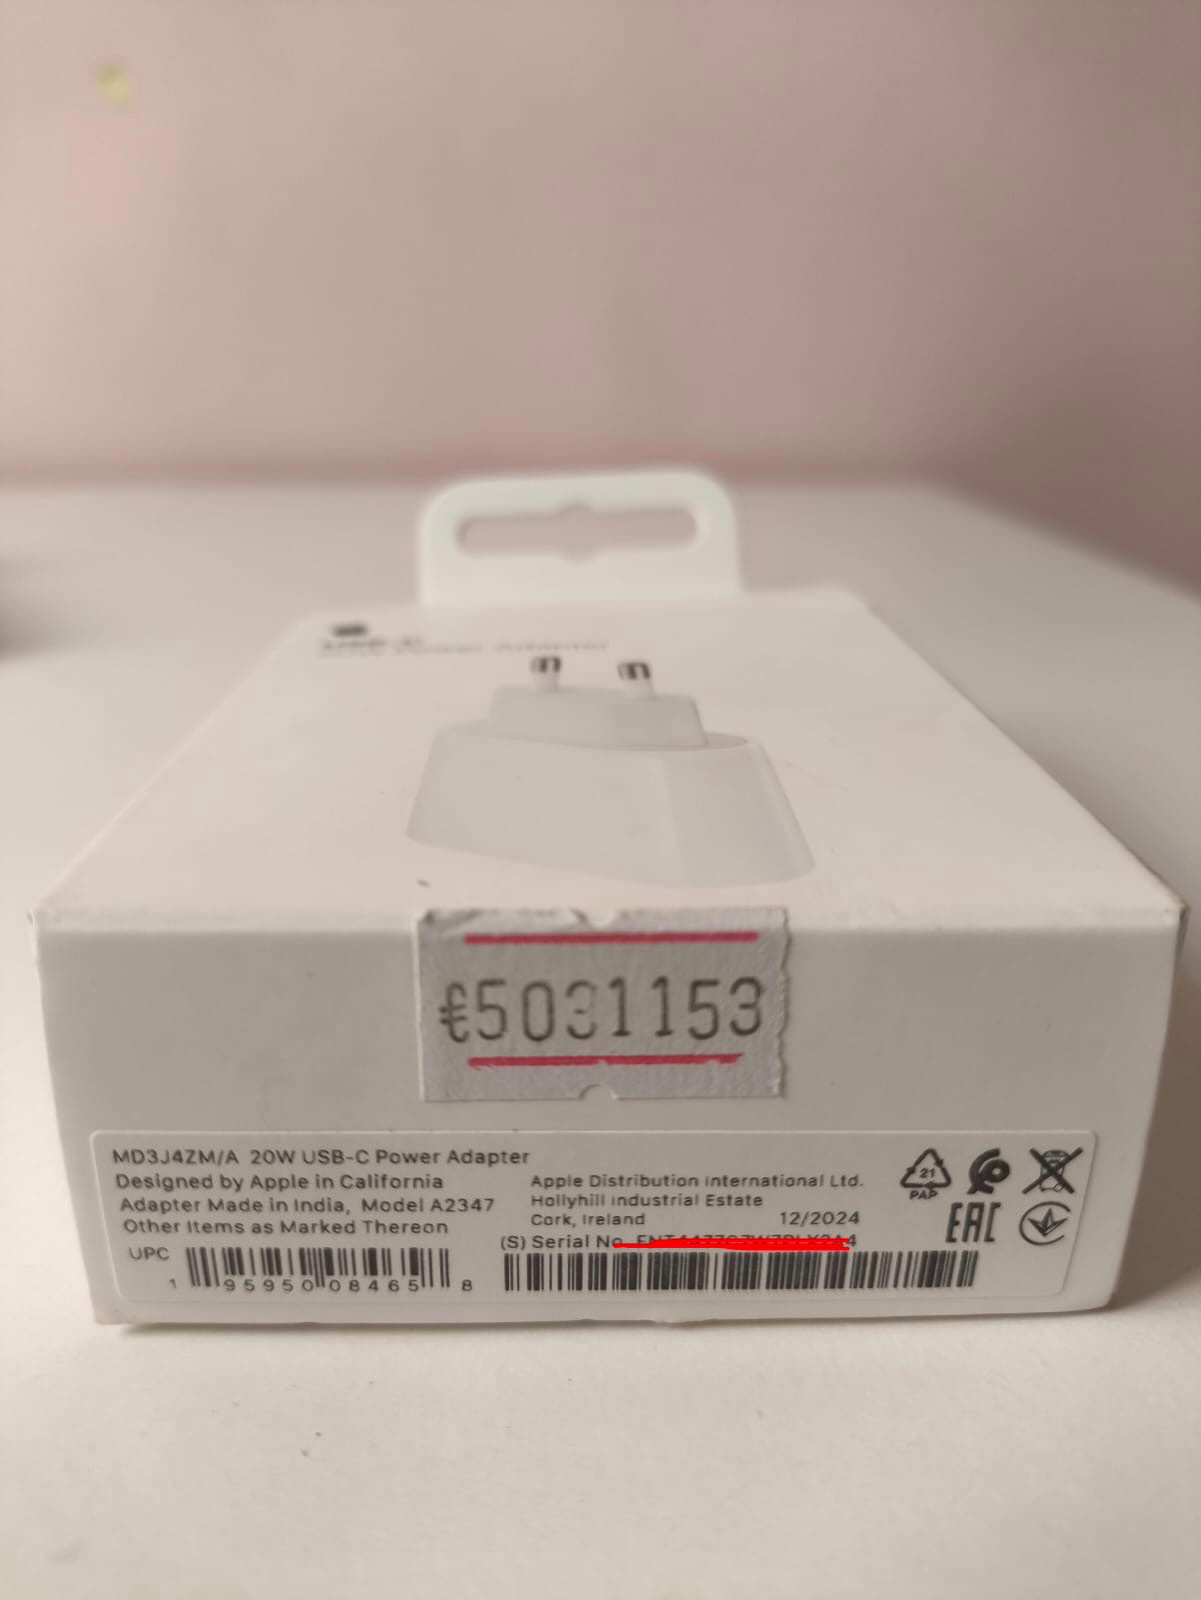 Power Adapter
€5031153
MD3J4ZM/A 20W USB-C Power Adapter
Designed by Apple in California
Adapter Made in India, Model A2347
Other Items as Marked Thereon
Apple Distribution International Ltd.
Hollyhill Industrial Estate
Cork, Ireland 12/2024
(S) Serial No.
UPC
1 95950 08465 8
21
PAP
EAC